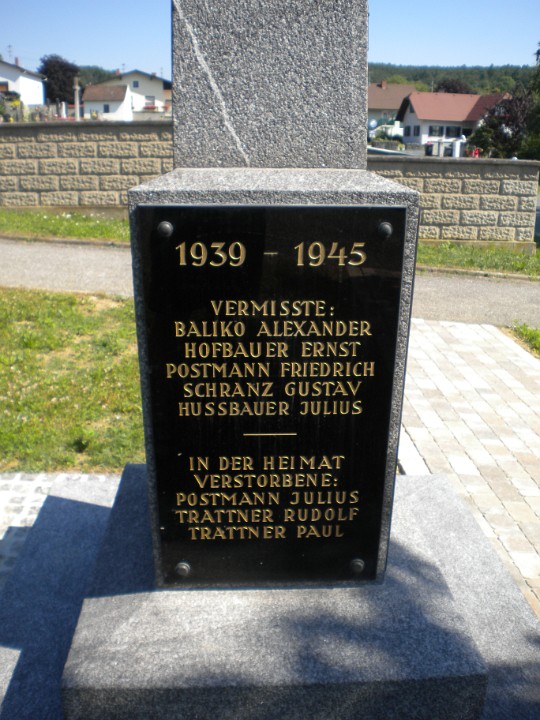 1939 - 1945
VERMISSTE:
BALIKO ALEXANDER
HOFBAUER ERNST
POSTMANN FRIEDRICH
SCHRANZ GUSTAV
HUSSBAUER JULIUS
IN DER HEIMAT
VERSTORBENE:
POSTMANN JULIUS
TRATTNER RUDOLF
TRATTNER PAUL